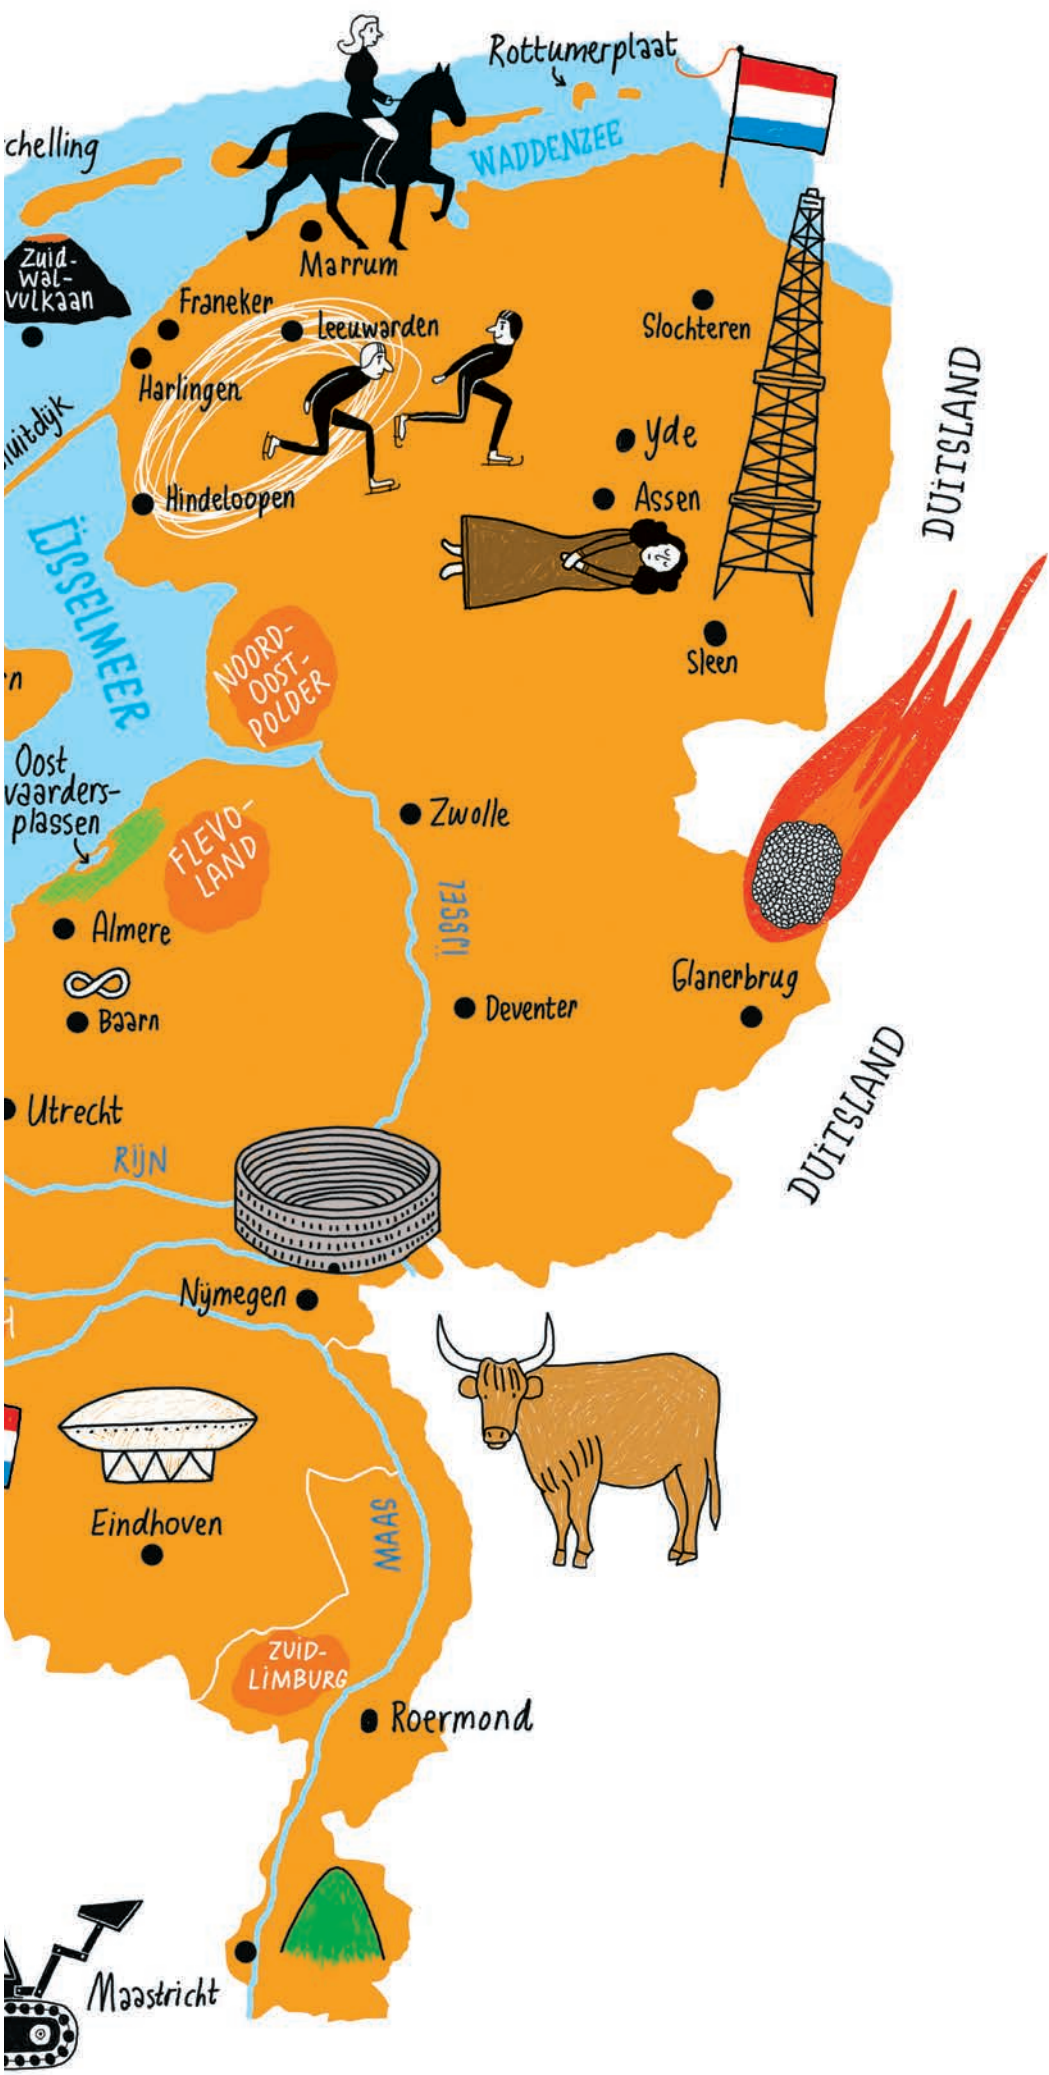 Rottumerplaat
chelling
WADDENZEE
Zuid-
wal-
vulkaan
Marrum
Franeker
Leeuwarden
Slochteren
Harlingen
DUITSLAND
luitdijk
Yde
Hindeloopen
Assen
IJSSELMEER
Sleen
NOORD-
OOST-
POLDER
rn
Oost
vaarders-
plassen
Zwolle
FLEVO-
LAND
IJSSEL
Almere
Glanerbrug
Deventer
Baarn
DUITSLAND
Utrecht
RIJN
Nijmegen
H
Eindhoven
MAAS
ZUID-
LIMBURG
Roermond
Maastricht